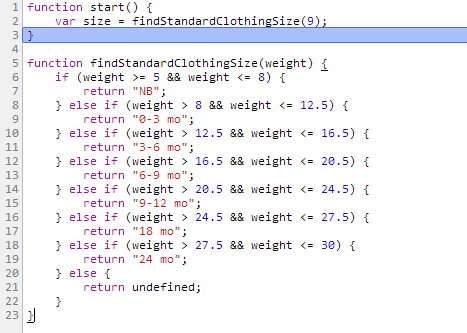 1 function start() {
2     var size = findStandardClothingSize(9);
3 }
4
5 function findStandardClothingSize(weight) {
6     if (weight >= 5 && weight <= 8) {
7         return "NB";
8     } else if (weight > 8 && weight <= 12.5) {
9         return "0-3 mo";
10     } else if (weight > 12.5 && weight <= 16.5) {
11         return "3-6 mo";
12     } else if (weight > 16.5 && weight <= 20.5) {
13         return "6-9 mo";
14     } else if (weight > 20.5 && weight <= 24.5) {
15         return "9-12 mo";
16     } else if (weight > 24.5 && weight <= 27.5) {
17         return "18 mo";
18     } else if (weight > 27.5 && weight <= 30) {
19         return "24 mo";
20     } else {
21         return undefined;
22     }
23 }